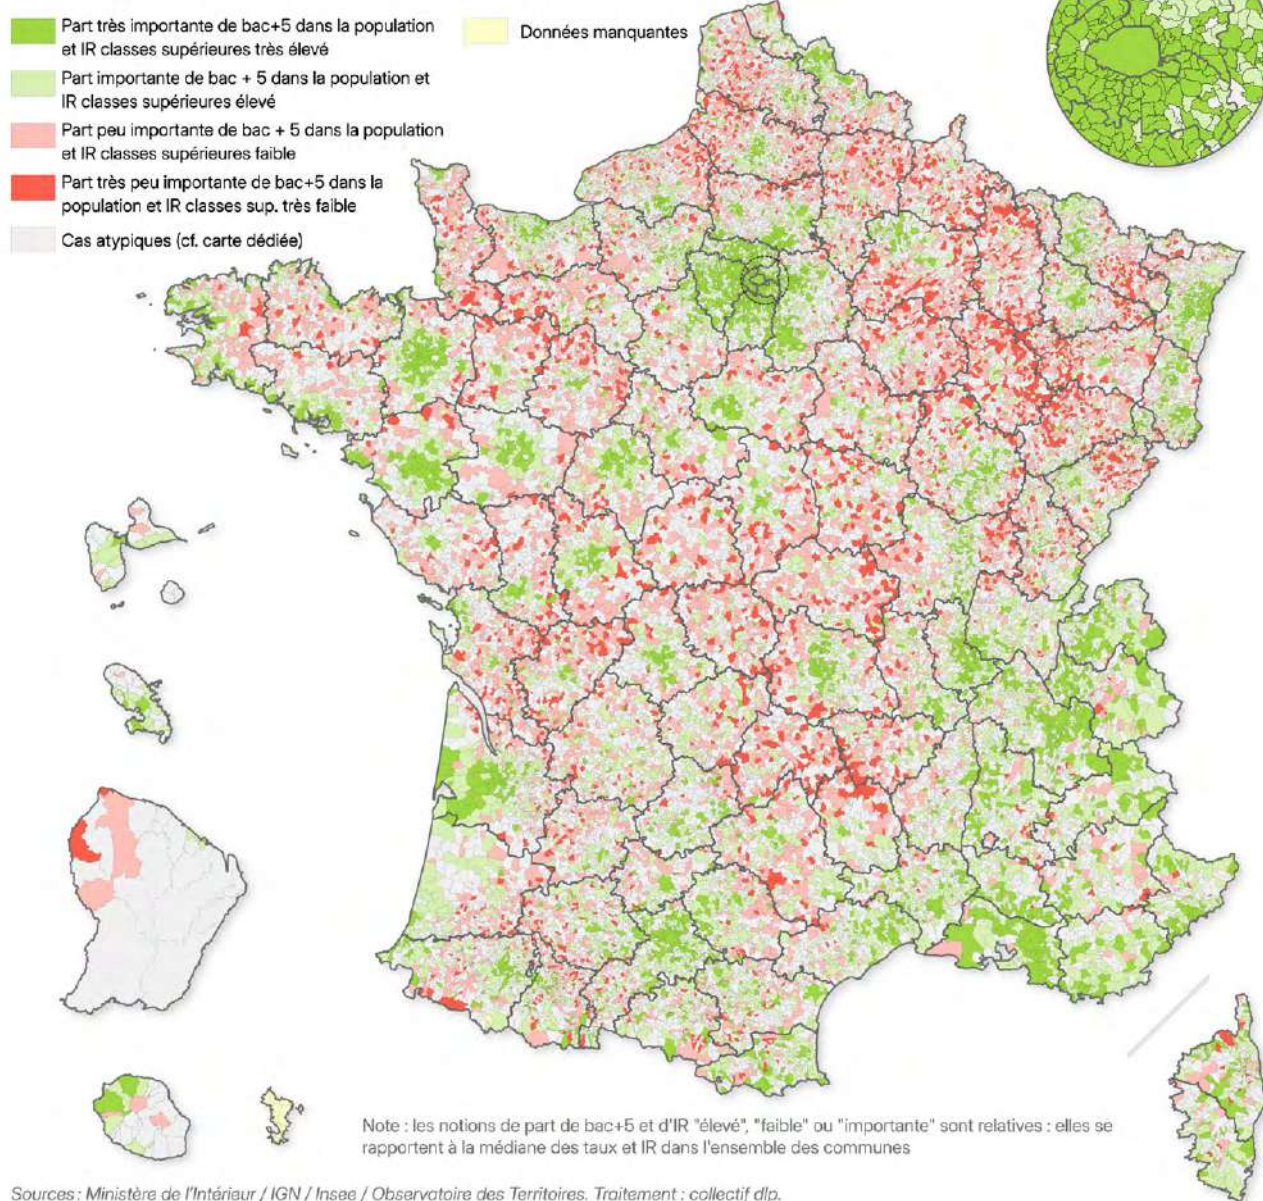 Part très importante de bac+5 dans la population
et IR classes supérieures très élevé
Données manquantes
Part importante de bac + 5 dans la population et
IR classes supérieures élevé
Part peu importante de bac + 5 dans la population
et IR classes supérieures faible
Part très peu importante de bac+5 dans la
population et IR classes sup. très faible
Cas atypiques (cf. carte dédiée)
Note : les notions de part de bac+5 et d'IR "élevé", "faible" ou "importante" sont relatives : elles se
rapportent à la médiane des taux et IR dans l'ensemble des communes
Sources : Ministère de l'Intérieur / IGN / Insee / Observatoire des Territoires. Traitement : collectif dlp.